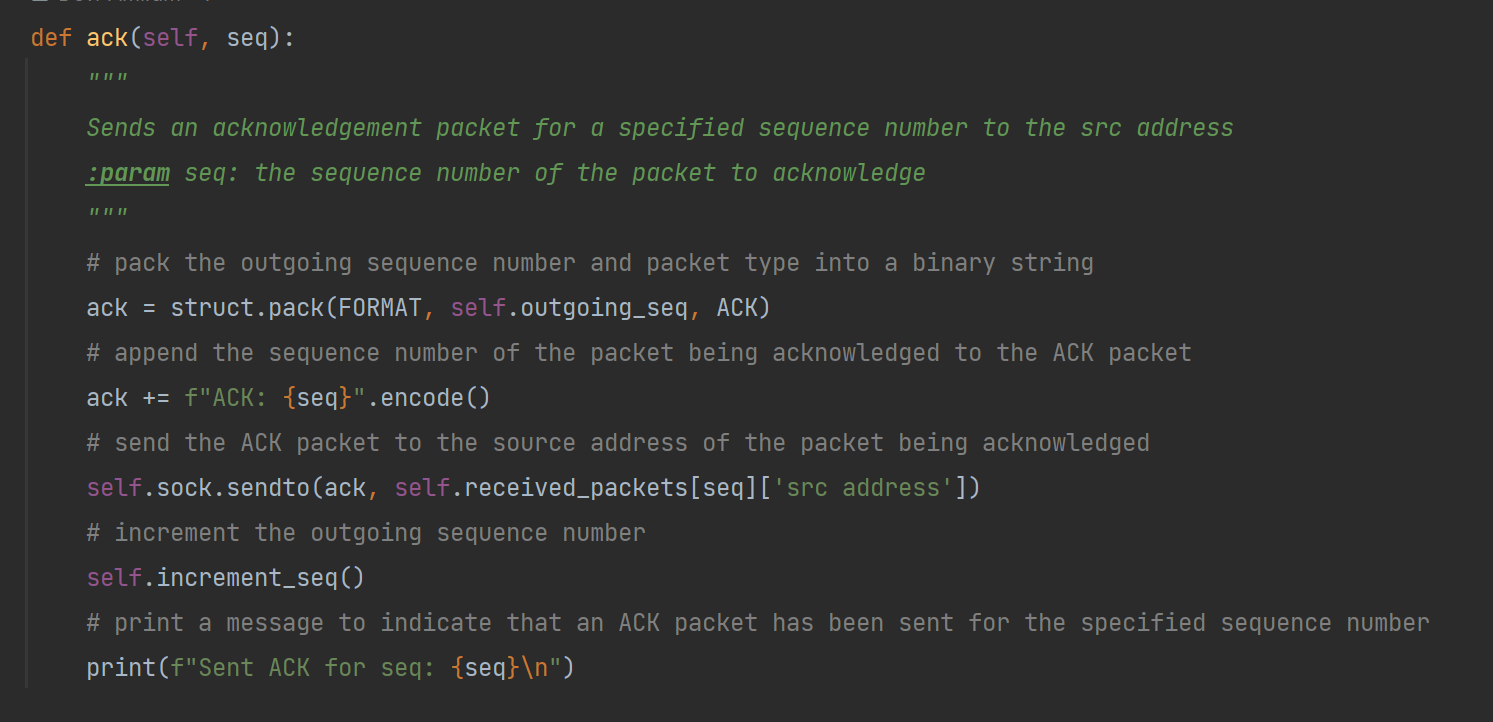 def ack(self, seq):
    """
    Sends an acknowledgement packet for a specified sequence number to the src address
    :param seq: the sequence number of the packet to acknowledge
    """
    # pack the outgoing sequence number and packet type into a binary string
    ack = struct.pack(FORMAT, self.outgoing_seq, ACK)
    # append the sequence number of the packet being acknowledged to the ACK packet
    ack += f"ACK: {seq}".encode()
    # send the ACK packet to the source address of the packet being acknowledged
    self.sock.sendto(ack, self.received_packets[seq]['src address'])
    # increment the outgoing sequence number
    self.increment_seq()
    # print a message to indicate that an ACK packet has been sent for the specified sequence number
    print(f"Sent ACK for seq: {seq}\n")